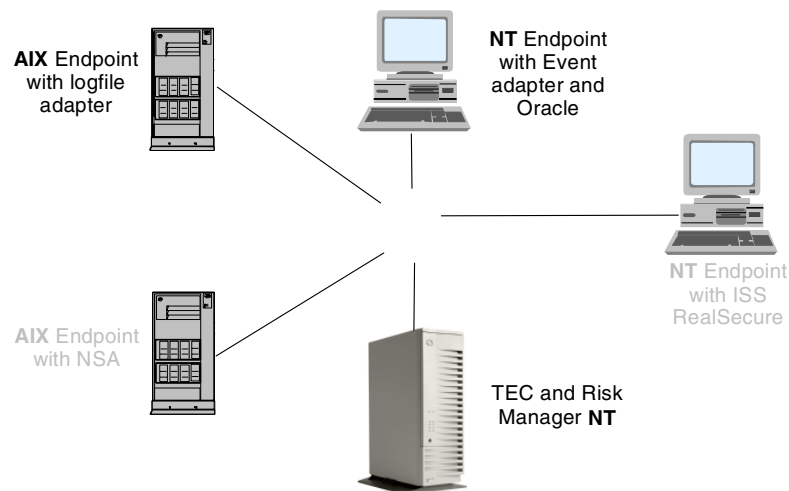 AIX Endpoint
with logfile
adapter
NT Endpoint
with Event
adapter and
Oracle
NT Endpoint
with ISS
RealSecure
AIX Endpoint
with NSA
TEC and Risk
Manager NT